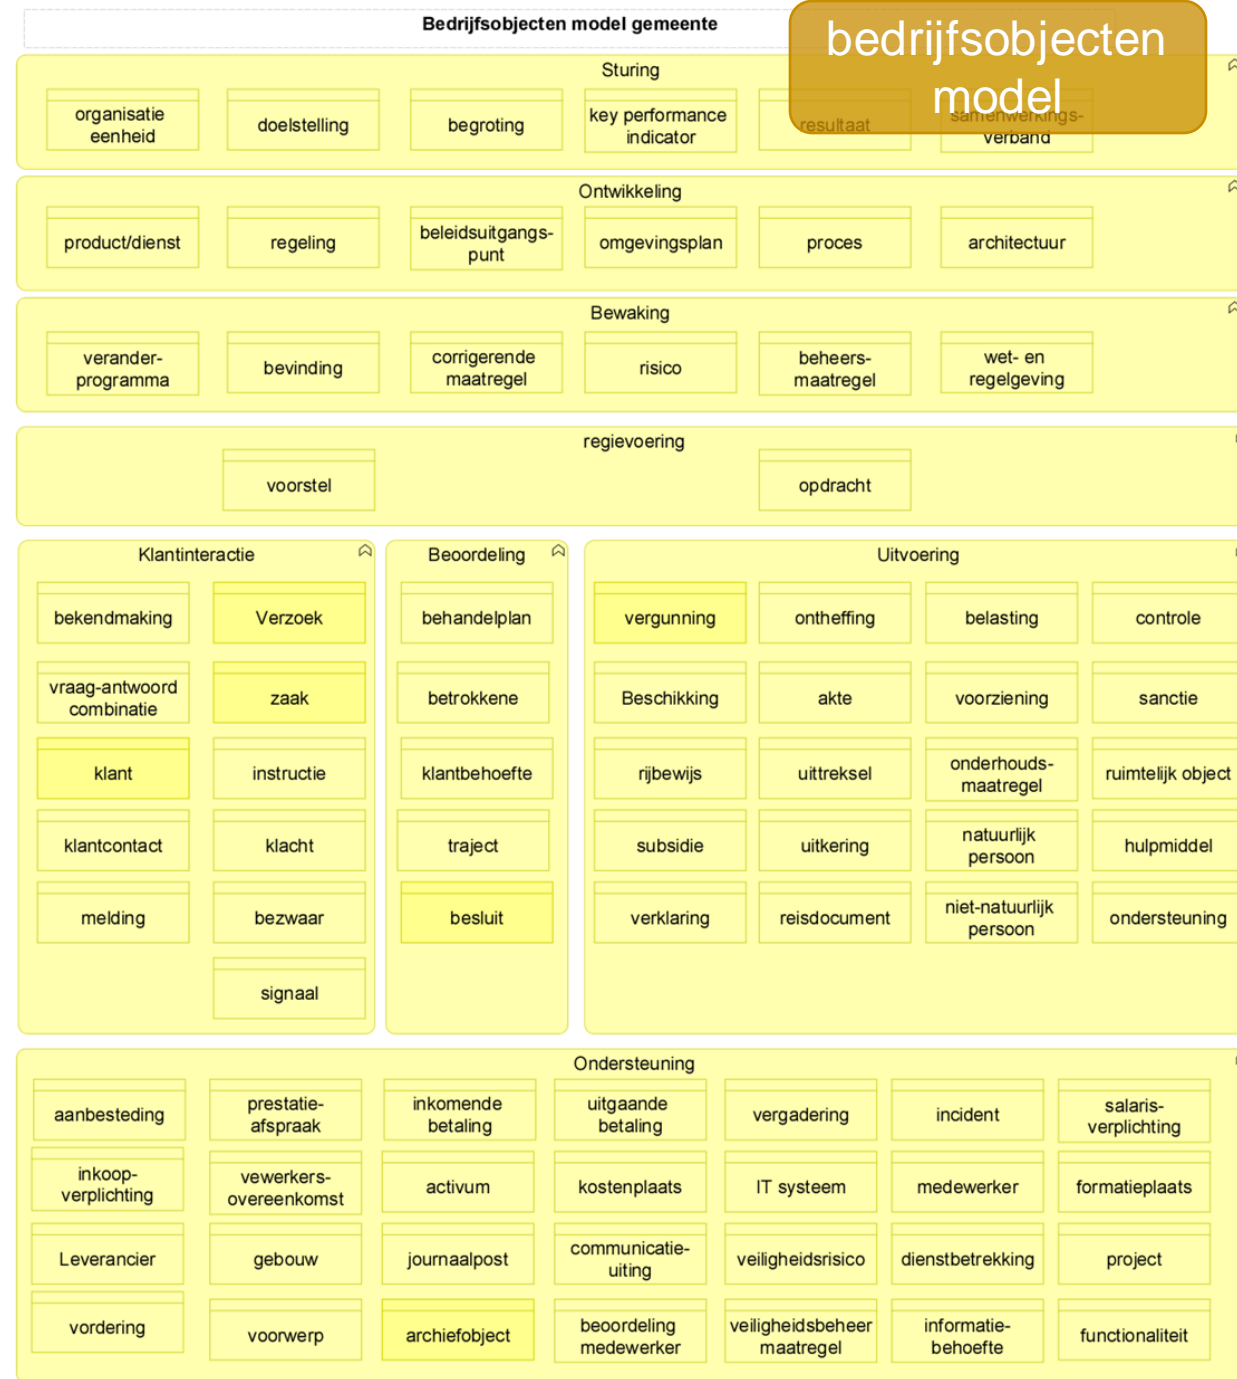 Bedrijfsobjecten model gemeente
bedrijfsobjecten
model
Sturing
organisatie
eenheid
doelstelling
begroting
key performance
indicator
resultaat
samenwerkings-
verband
Ontwikkeling
product/dienst
regeling
beleidsuitgangs-
punt
omgevingsplan
proces
architectuur
Bewaking
verander-
programma
bevinding
corrigerende
maatregel
risico
beheers-
maatregel
wet- en
regelgeving
regievoering
voorstel
opdracht
Klantinteractie
bekendmaking
Verzoek
vraag-antwoord
combinatie
zaak
klant
instructie
klantcontact
klacht
melding
bezwaar
signaal
Beoordeling
behandelplan
betrokkene
klantbehoefte
traject
besluit
Uitvoering
vergunning
ontheffing
belasting
controle
Beschikking
akte
voorziening
sanctie
rijbewijs
uittreksel
onderhouds-
maatregel
ruimtelijk object
subsidie
uitkering
natuurlijk
persoon
hulpmiddel
verklaring
reisdocument
niet-natuurlijk
persoon
ondersteuning
Ondersteuning
aanbesteding
prestatie-
afspraak
inkomende
betaling
uitgaande
betaling
vergadering
incident
salaris-
verplichting
inkoop-
verplichting
vewerkers-
overeenkomst
activum
kostenplaats
IT systeem
medewerker
formatieplaats
Leverancier
gebouw
journaalpost
communicatie-
uiting
veiligheidsrisico
dienstbetrekking
project
vordering
voorwerp
archiefobject
beoordeling
medewerker
veiligheidsbeheer
maatregel
informatie-
behoefte
functionaliteit